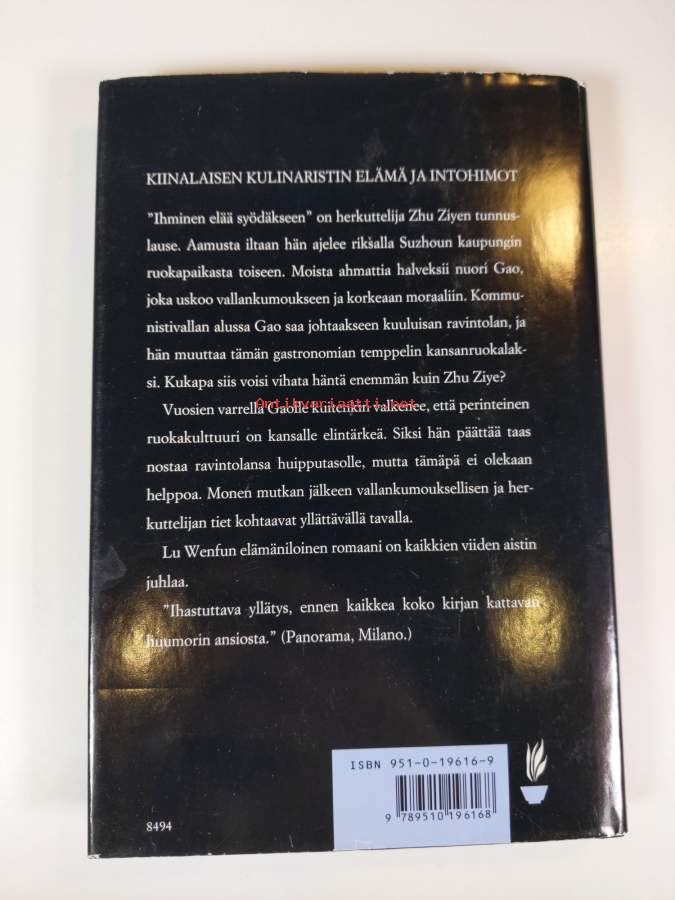 KIINALAISEN KULINARISTIN ELÄMÄ JA INTOHIMOT
"Ihminen elää syödäkseen" on herkuttelija Zhu Ziyen tunnus-
lause. Aamusta iltaan hän ajelee rikšalla Suzhoun kaupungin
ruokapaikasta toiseen. Moista ahmattia halveksii nuori Gao,
joka uskoo vallankumoukseen ja korkeaan moraaliin. Kommu-
nistivallan alussa Gao saa johtaakseen kuuluisan ravintolan, ja
hän muuttaa tämän gastronomian temppelin kansanruokalak-
si. Kukapa siis voisi vihata häntä enemmän kuin Zhu Ziye?
Antikvariaatti.net
Vuosien varrella Gaolle kuitenkin valkenee, että perinteinen
ruokakulttuuri on kansalle elintärkeä. Siksi hän päättää taas
nostaa ravintolansa huipputasolle, mutta tämäpä ei olekaan
helppoa. Monen mutkan jälkeen vallankumouksellisen ja her-
kuttelijan tiet kohtaavat yllättävällä tavalla.
Lu Wenfun elämäniloinen romaani on kaikkien viiden aistin
juhlaa.
"Ihastuttava yllätys, ennen kaikkea koko kirjan kattavan
huumorin ansiosta." (Panorama, Milano.)
ISBN 951-0-19616-9
9 789510 196168
8494